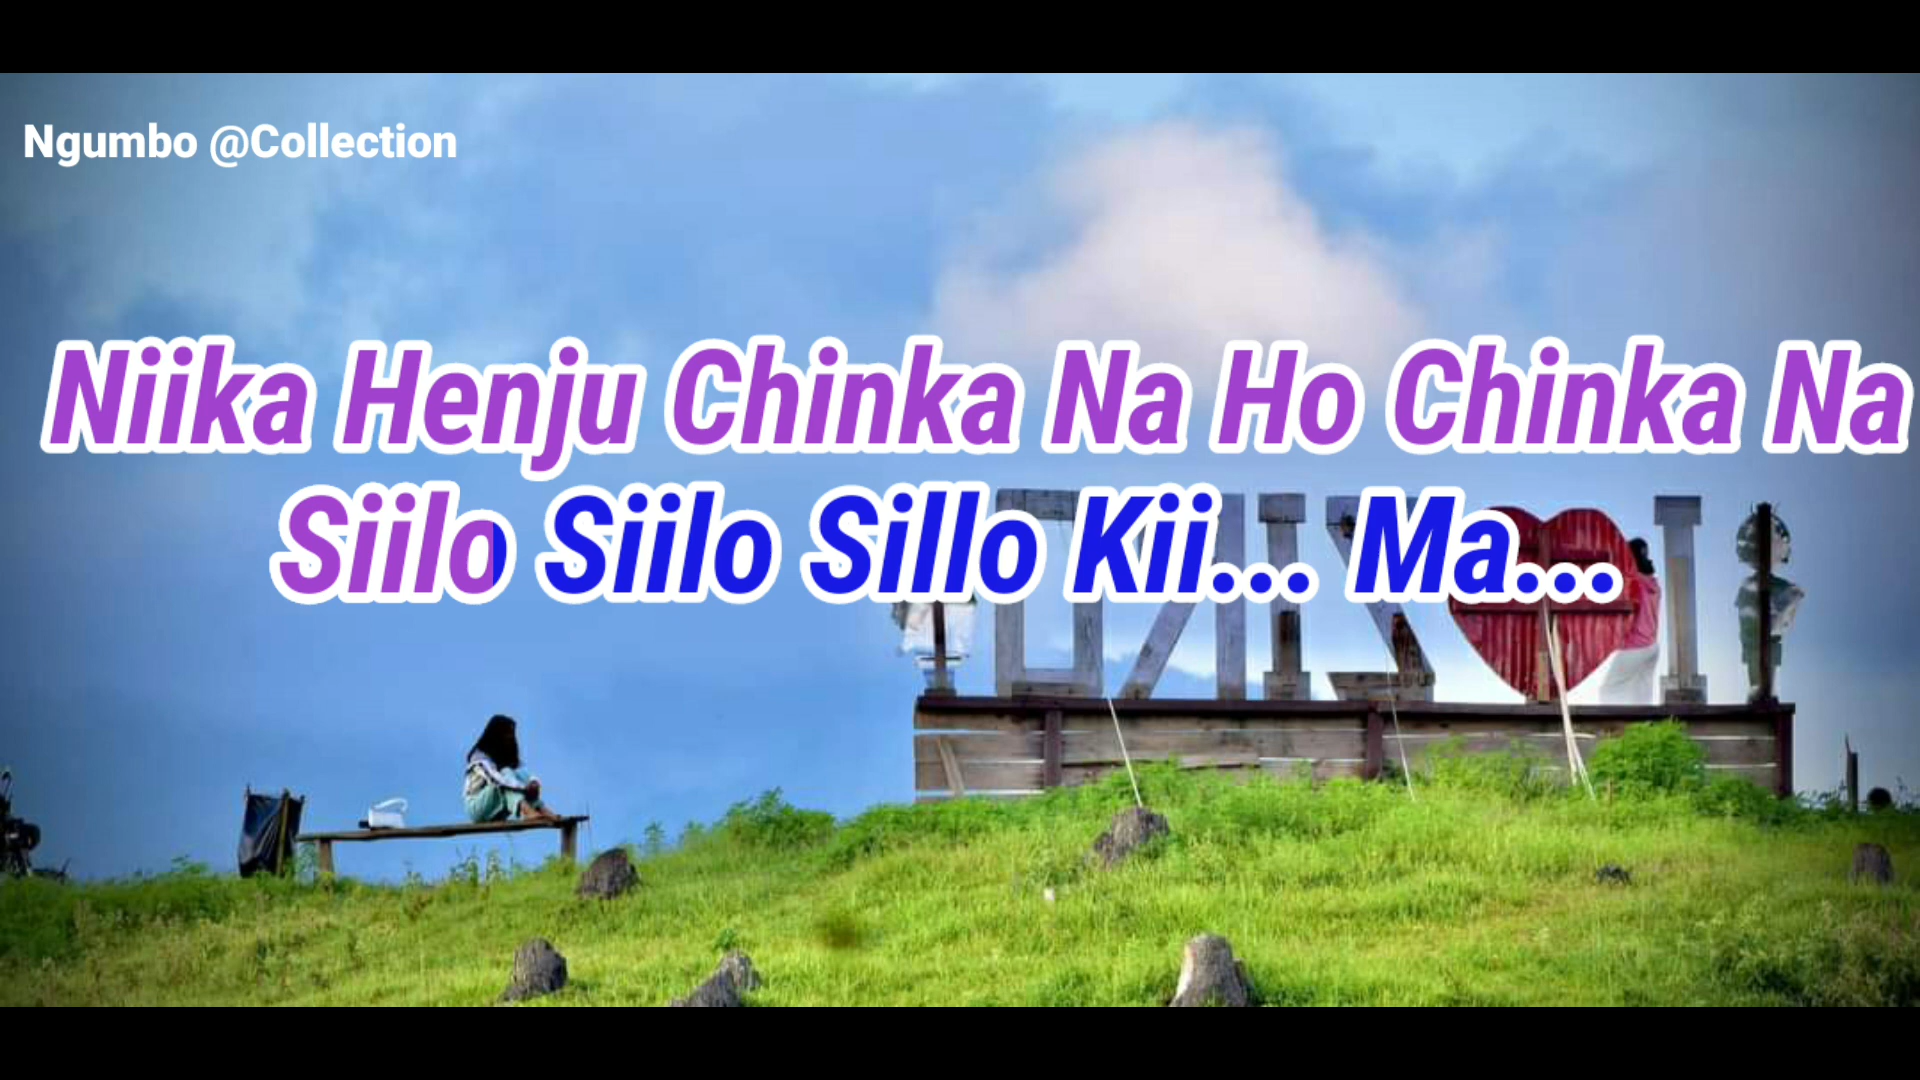 Ngumbo @Collection
Niika Henju Chinka Na Ho Chinka Na
Siilo Siilo Sillo Kii... Ma...